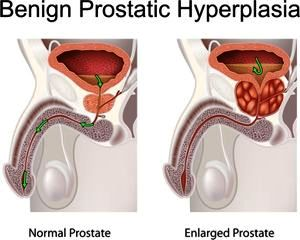 Benign Prostatic Hyperplasia
Normal Prostate
Enlarged Prostate